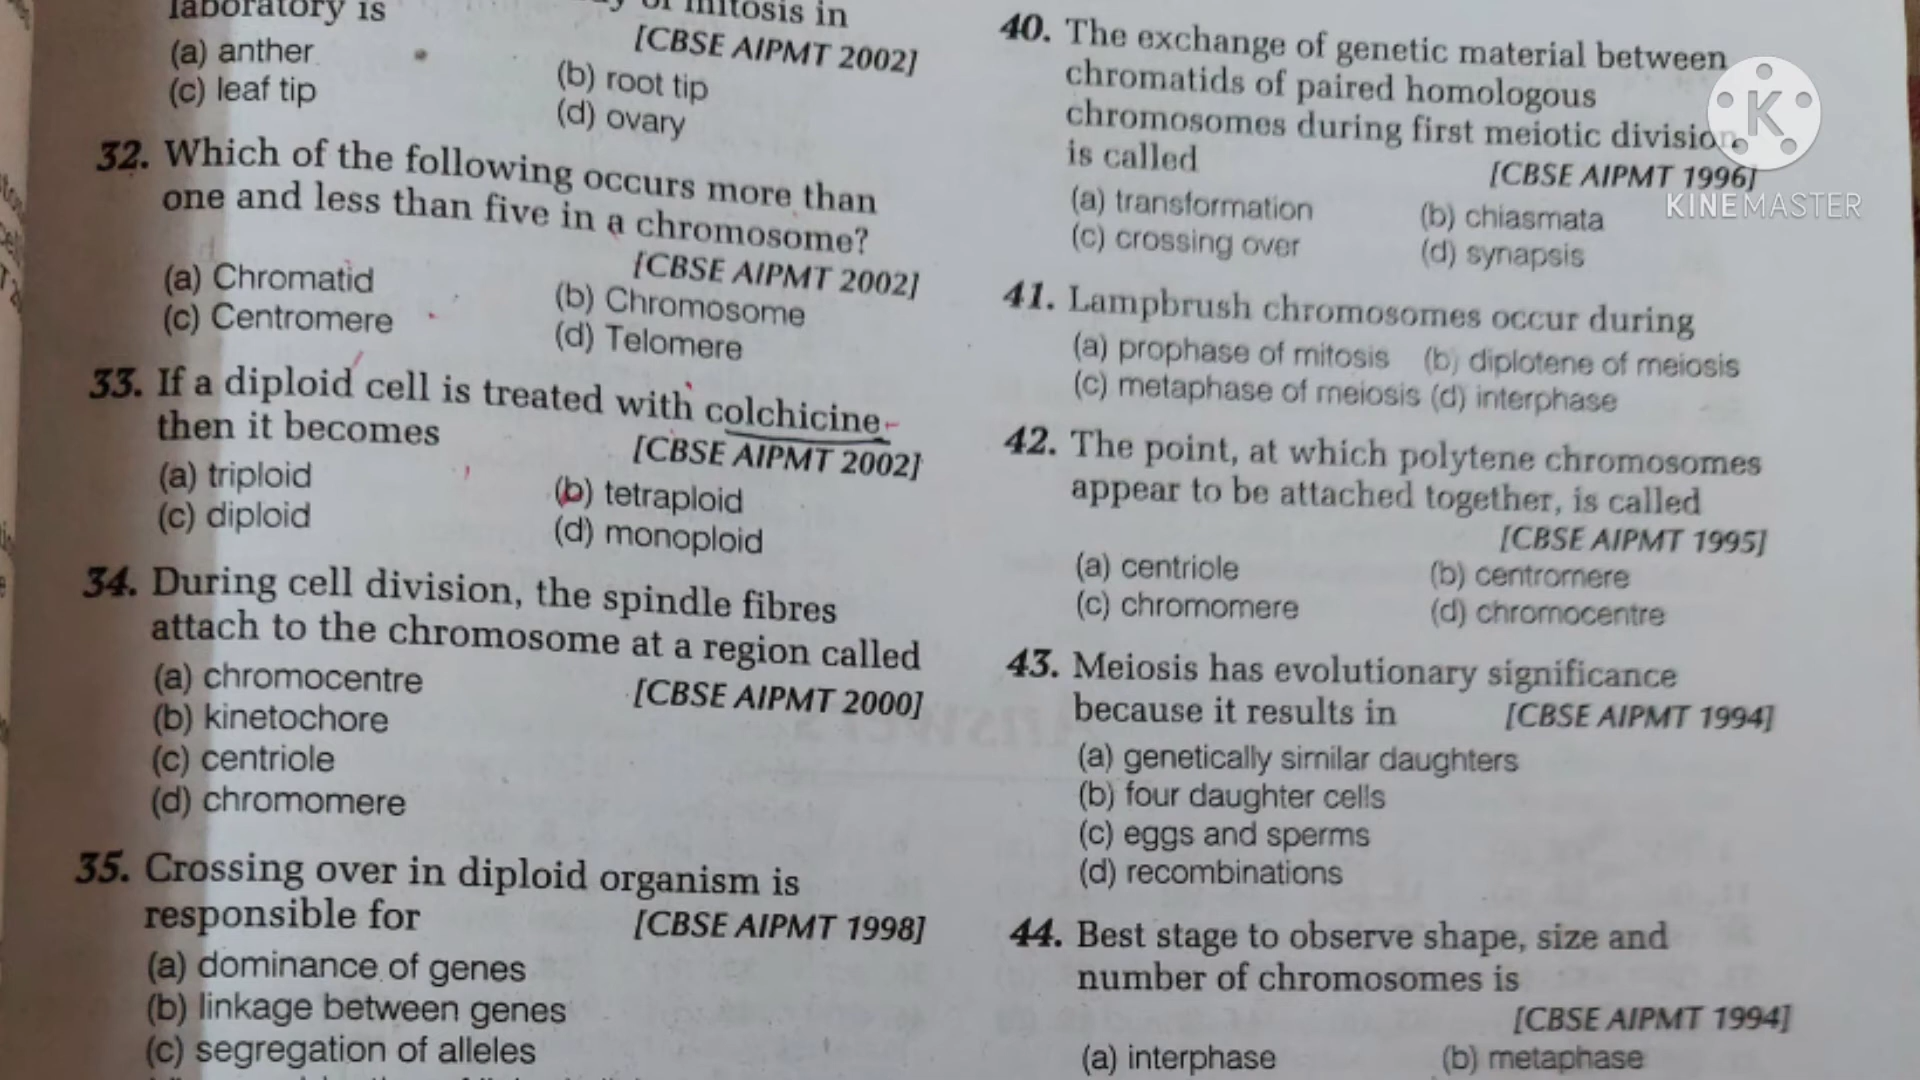 laboratory is
of mitosis in
[CBSE AIPMT 2002]
(a) anther
(b) root tip
(c) leaf tip
(d) ovary
32. Which of the following occurs more than
one and less than five in a chromosome?
[CBSE AIPMT 2002]
(a) Chromatid
(b) Chromosome
(c) Centromere
(d) Telomere
33. If a diploid cell is treated with colchicine
then it becomes
[CBSE AIPMT 2002]
(a) triploid
(b) tetraploid
(c) diploid
(d) monoploid
34. During cell division, the spindle fibres
attach to the chromosome at a region called
[CBSE AIPMT 2000]
(a) chromocentre
(b) kinetochore
(c) centriole
(d) chromomere
35. Crossing over in diploid organism is
responsible for
[CBSE AIPMT 1998]
(a) dominance of genes
(b) linkage between genes
(c) segregation of alleles
40. The exchange of genetic material between
chromatids of paired homologous
chromosomes during first meiotic division
is called
[CBSE AIPMT 1996]
(a) transformation
(b) chiasmata
(c) crossing over
(d) synapsis
41. Lampbrush chromosomes occur during
(a) prophase of mitosis (b) diplotene of meiosis
(c) metaphase of meiosis (d) interphase
42. The point, at which polytene chromosomes
appear to be attached together, is called
[CBSE AIPMT 1995]
(a) centriole
(b) centromere
(c) chromomere
(d) chromocentre
43. Meiosis has evolutionary significance
because it results in
[CBSE AIPMT 1994]
(a) genetically similar daughters
(b) four daughter cells
(c) eggs and sperms
(d) recombinations
44. Best stage to observe shape, size and
number of chromosomes is
[CBSE AIPMT 1994]
(a) interphase
(b) metaphase
K
KINEMASTER